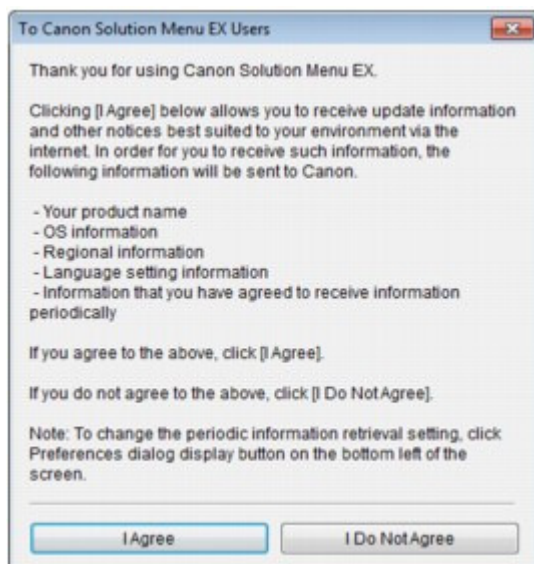 To Canon Solution Menu EX Users
Thank you for using Canon Solution Menu EX.
Clicking [I Agree] below allows you to receive update information
and other notices best suited to your environment via the
internet. In order for you to receive such information, the
following information will be sent to Canon.
- Your product name
- OS information
- Regional information
- Language setting information
- Information that you have agreed to receive information
periodically
If you agree to the above, click [I Agree].
If you do not agree to the above, click [I Do Not Agree].
Note: To change the periodic information retrieval setting, click
Preferences dialog display button on the bottom left of the
screen.
I Agree
I Do Not Agree